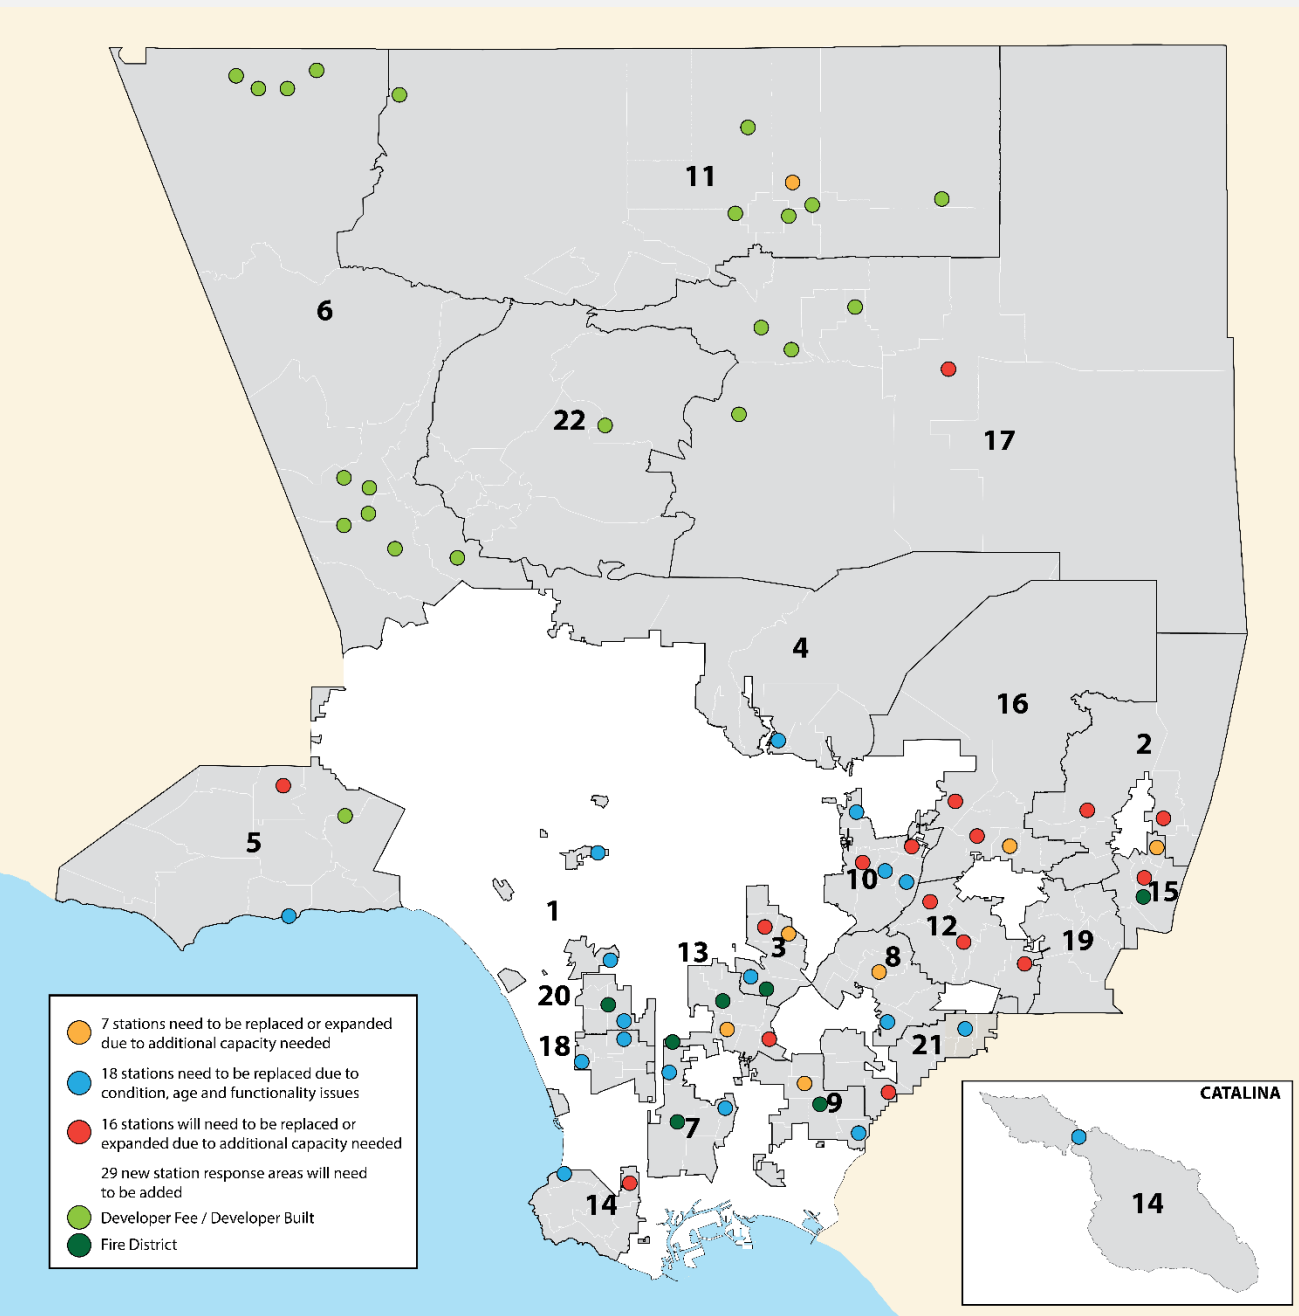 11
6
22
17
4
16
2
5
10
15
1
12
3
19
13
8
20
18
21
9
7
14
7 stations need to be replaced or expanded
due to additional capacity needed
18 stations need to be replaced due to
condition, age and functionality issues
16 stations will need to be replaced or
expanded due to additional capacity needed
29 new station response areas will need
to be added
Developer Fee / Developer Built
Fire District
CATALINA
14